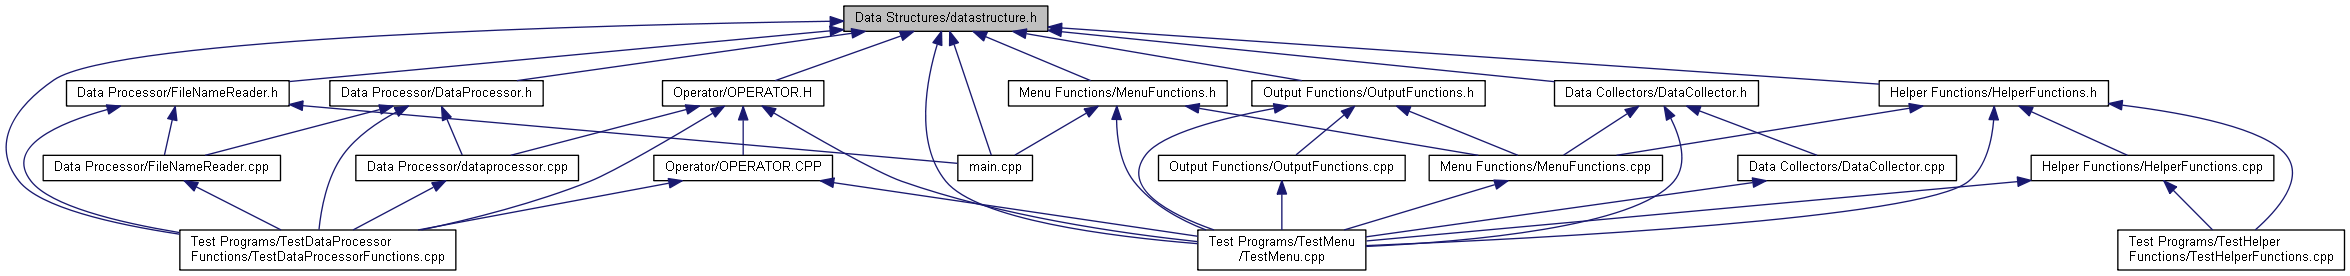 Data Structures/datastructure.h
Data Processor/FileNameReader.h
Data Processor/DataProcessor.h
Operator/OPERATOR.H
Menu Functions/MenuFunctions.h
Output Functions/OutputFunctions.h
Data Collectors/DataCollector.h
Helper Functions/HelperFunctions.h
Data Processor/FileNameReader.cpp
Data Processor/dataprocessor.cpp
Operator/OPERATOR.CPP
main.cpp
Output Functions/OutputFunctions.cpp
Menu Functions/MenuFunctions.cpp
Data Collectors/DataCollector.cpp
Helper Functions/HelperFunctions.cpp
Test Programs/TestDataProcessor
Functions/TestDataProcessorFunctions.cpp
Test Programs/TestMenu
/TestMenu.cpp
Test Programs/TestHelper
Functions/TestHelperFunctions.cpp